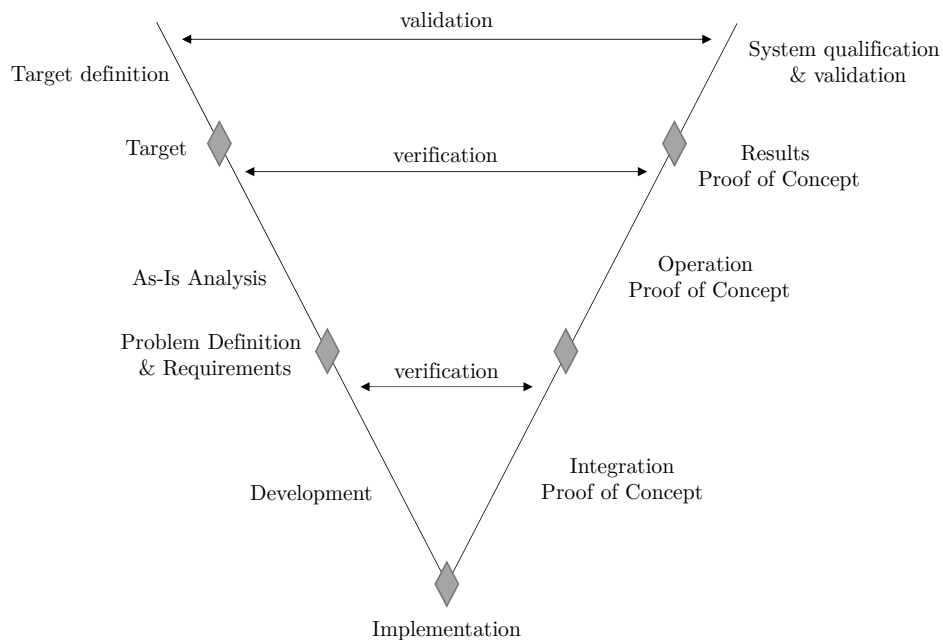 validation
Target definition
System qualification
& validation
Target
verification
Results
Proof of Concept
As-Is Analysis
Operation
Proof of Concept
Problem Definition
& Requirements
verification
Development
Integration
Proof of Concept
Implementation